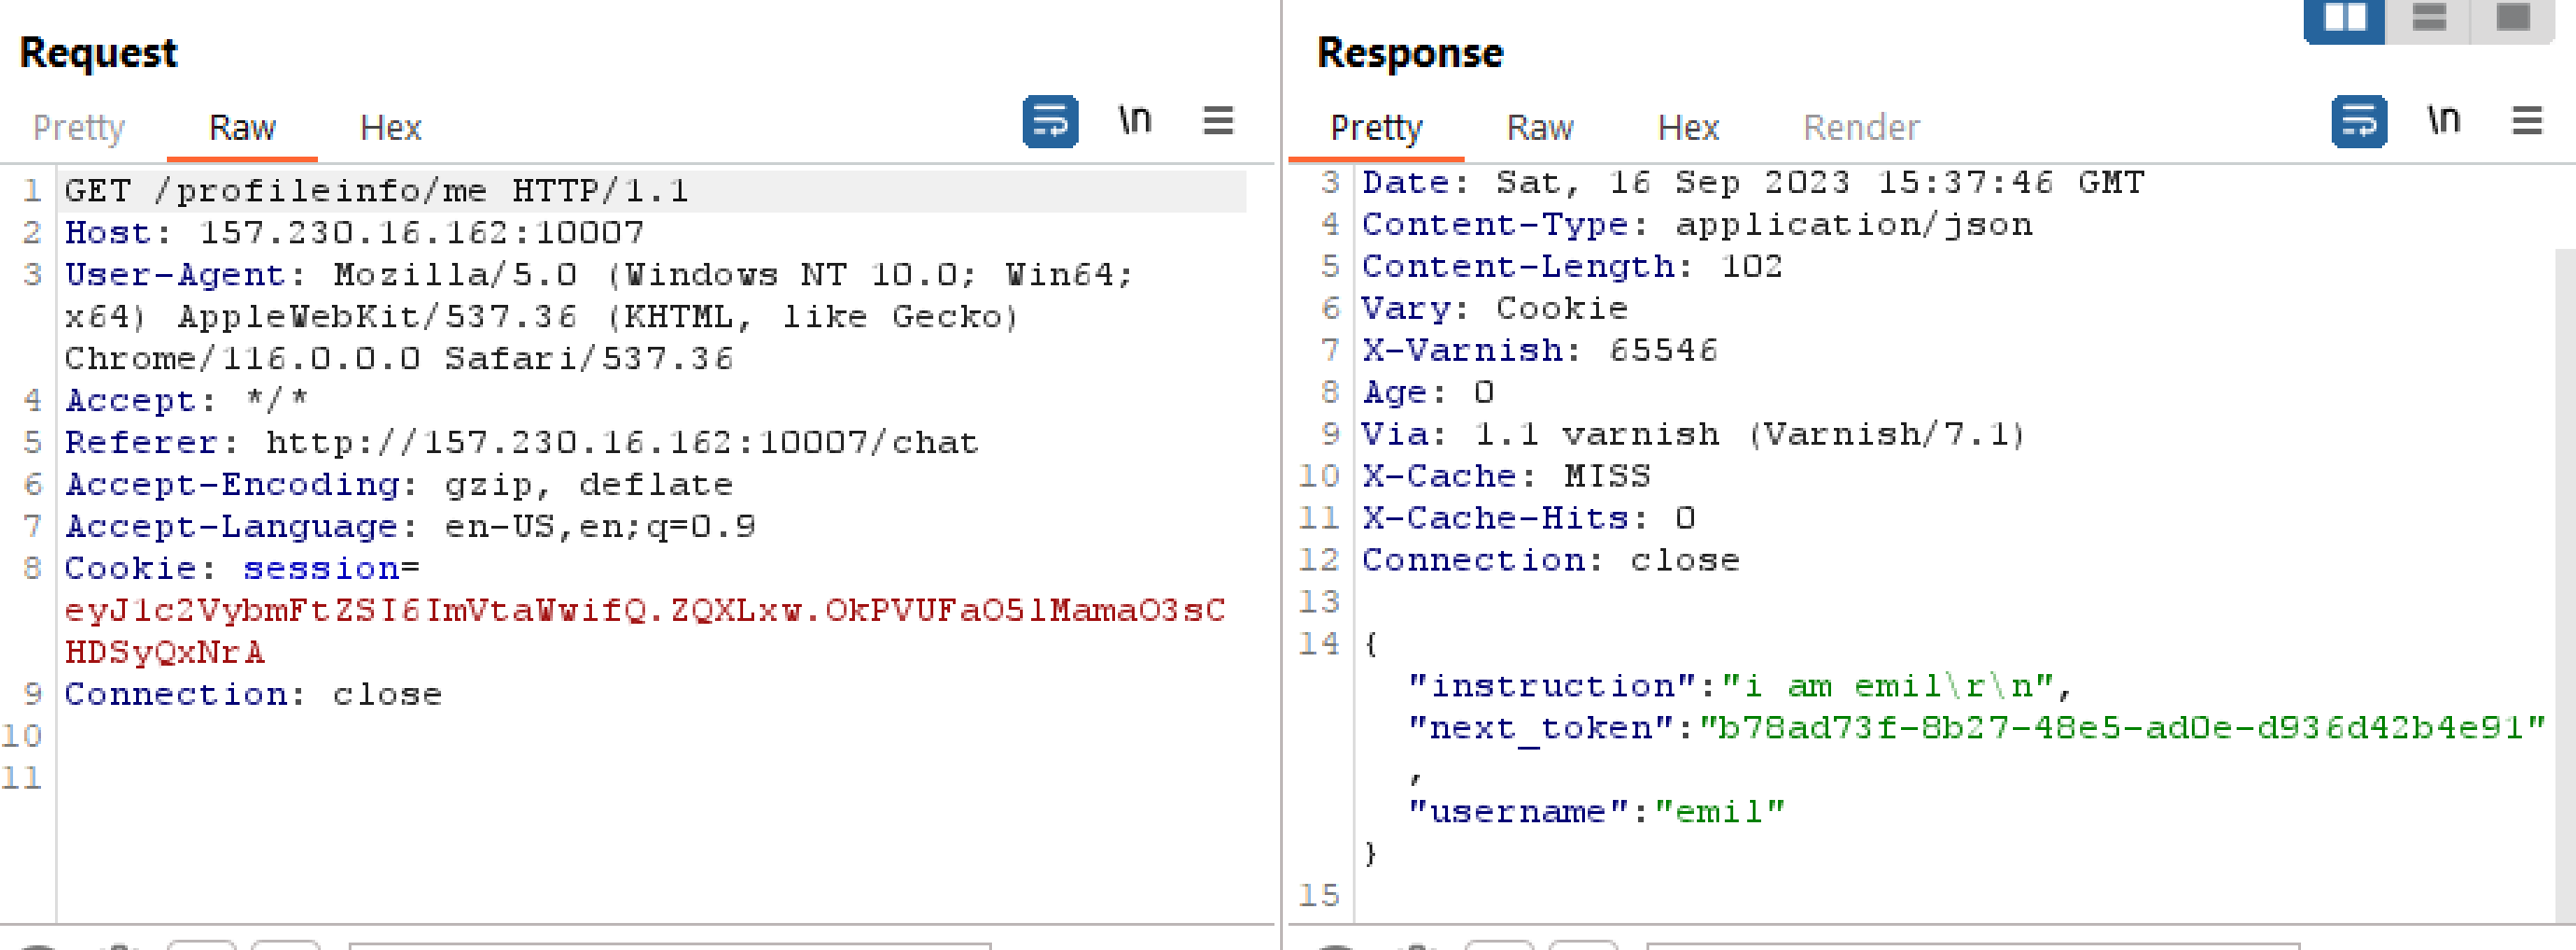 Request
Pretty Raw Hex \n
1 GET /profileinfo/me HTTP/1.1
2 Host: 157.230.16.162:10007
3 User-Agent: Mozilla/5.0 (Windows NT 10.0; Win64;
x64) AppleWebKit/537.36 (KHTML, like Gecko)
Chrome/116.0.0.0 Safari/537.36
4 Accept: */*
5 Referer: http://157.230.16.162:10007/chat
6 Accept-Encoding: gzip, deflate
7 Accept-Language: en-US,en;q=0.9
8 Cookie: session=
eyJ1c2VybmFtZSI6ImVtaWwifQ.ZQXLxw.OkPVUFaO5lMamaO3sC
HDSyQxNrA
9 Connection: close
10
11
Response
Pretty Raw Hex Render \n
3 Date: Sat, 16 Sep 2023 15:37:46 GMT
4 Content-Type: application/json
5 Content-Length: 102
6 Vary: Cookie
7 X-Varnish: 65546
8 Age: 0
9 Via: 1.1 varnish (Varnish/7.1)
10 X-Cache: MISS
11 X-Cache-Hits: 0
12 Connection: close
13
14 {
"instruction":"i am emil\r\n",
"next_token":"b78ad73f-8b27-48e5-ad0e-d936d42b4e91"
,
"username":"emil"
}
15